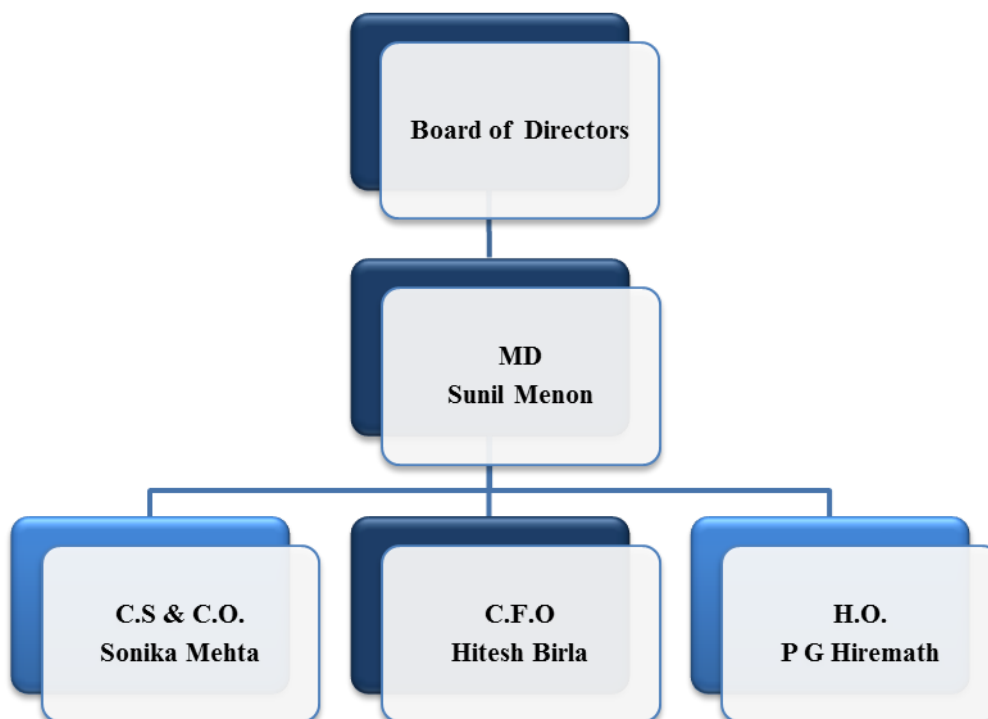 Board of Directors
MD
Sunil Menon
C.S & C.O.
Sonika Mehta
C.F.O
Hitesh Birla
H.O.
P G Hiremath